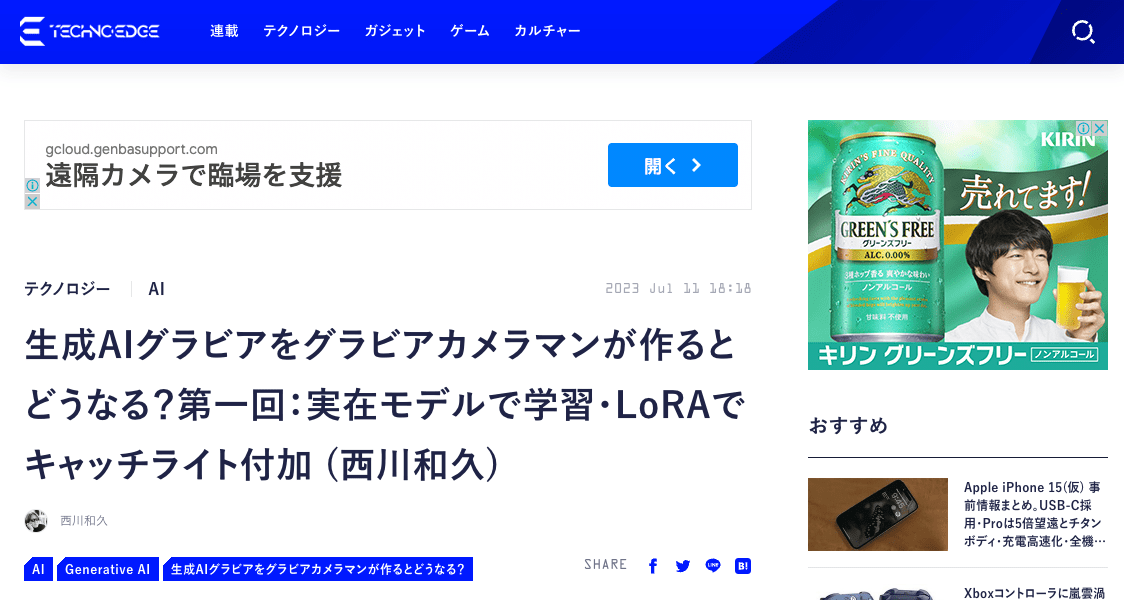 TECHNO-EDGE
連載 テクノロジー ガジェット ゲーム カルチャー
gcloud.genbasupport.com
遠隔カメラで臨場を支援
開く
テクノロジー AI
2023 Jul 11 18:18
生成AIグラビアをグラビアカメラマンが作ると
どうなる？第一回：実在モデルで学習・LoRAで
キャッチライト付加 (西川和久)
西川和久
AI Generative AI 生成AIグラビアをグラビアカメラマンが作るとどうなる？
SHARE
LINE
B!
KIRIN
売れてます!
KIRIN'S FINE QUALITY
GREEN'S FREE
グリーンズフリー
ALC.0.00%
3種ホップ香る 爽やかな味わい
ノンアルコール
甘味料 不使用
キリン グリーンズフリー ノンアルコール
おすすめ
Apple iPhone 15(仮) 事
前情報まとめ。USB-C採
用・Proは5倍望遠とチタン
ボディ・充電高速化・全機…
Xboxコントローラに嵐雲渦